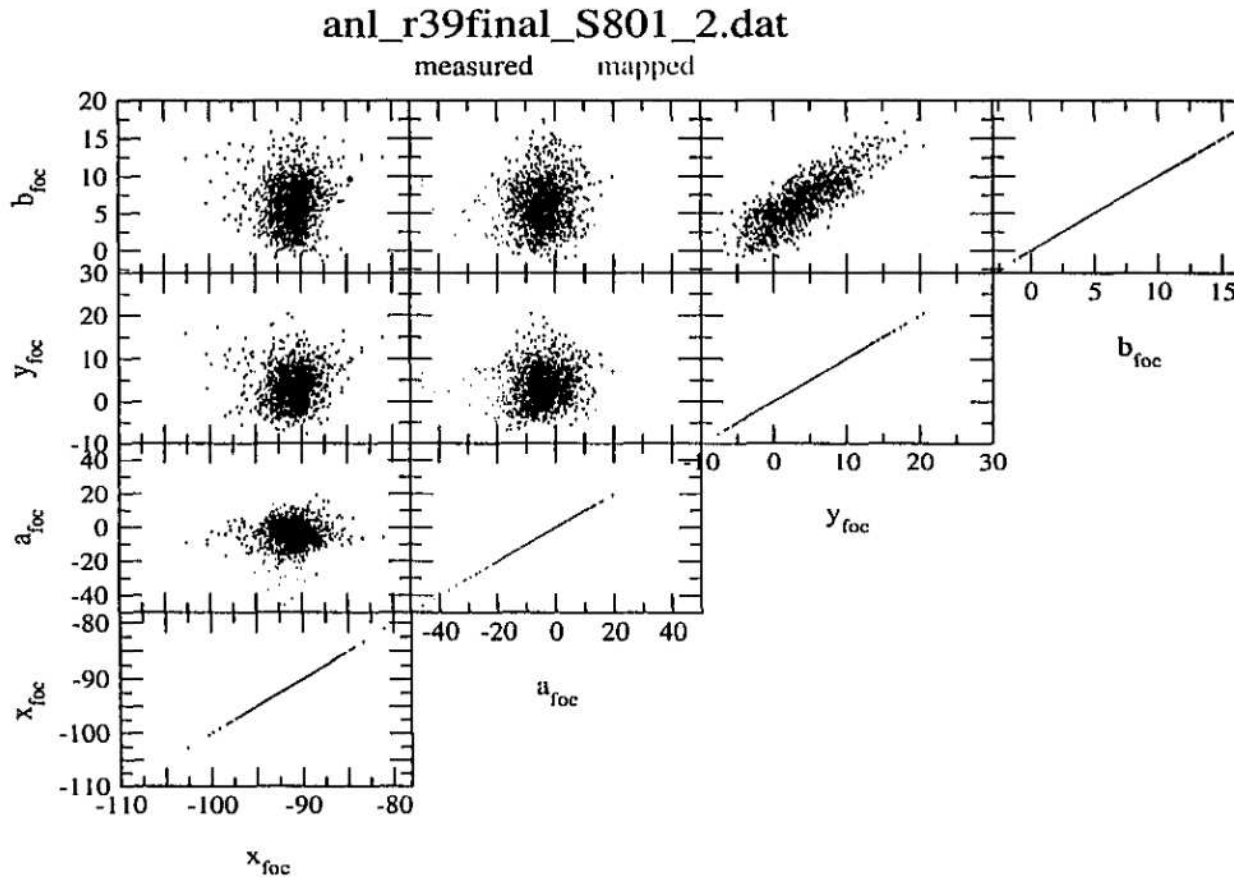 anl_r39final_S801_2.dat
measured mapped
20
15
10
5
0
b_foc
30
20
10
0
-10
y_foc
40
20
0
-20
-40
a_foc
-80
-90
-100
-110
x_foc
-110 -100 -90 -80
x_foc
-40 -20 0 20 40
a_foc
-10 0 10 20 30
y_foc
0 5 10 15
b_foc